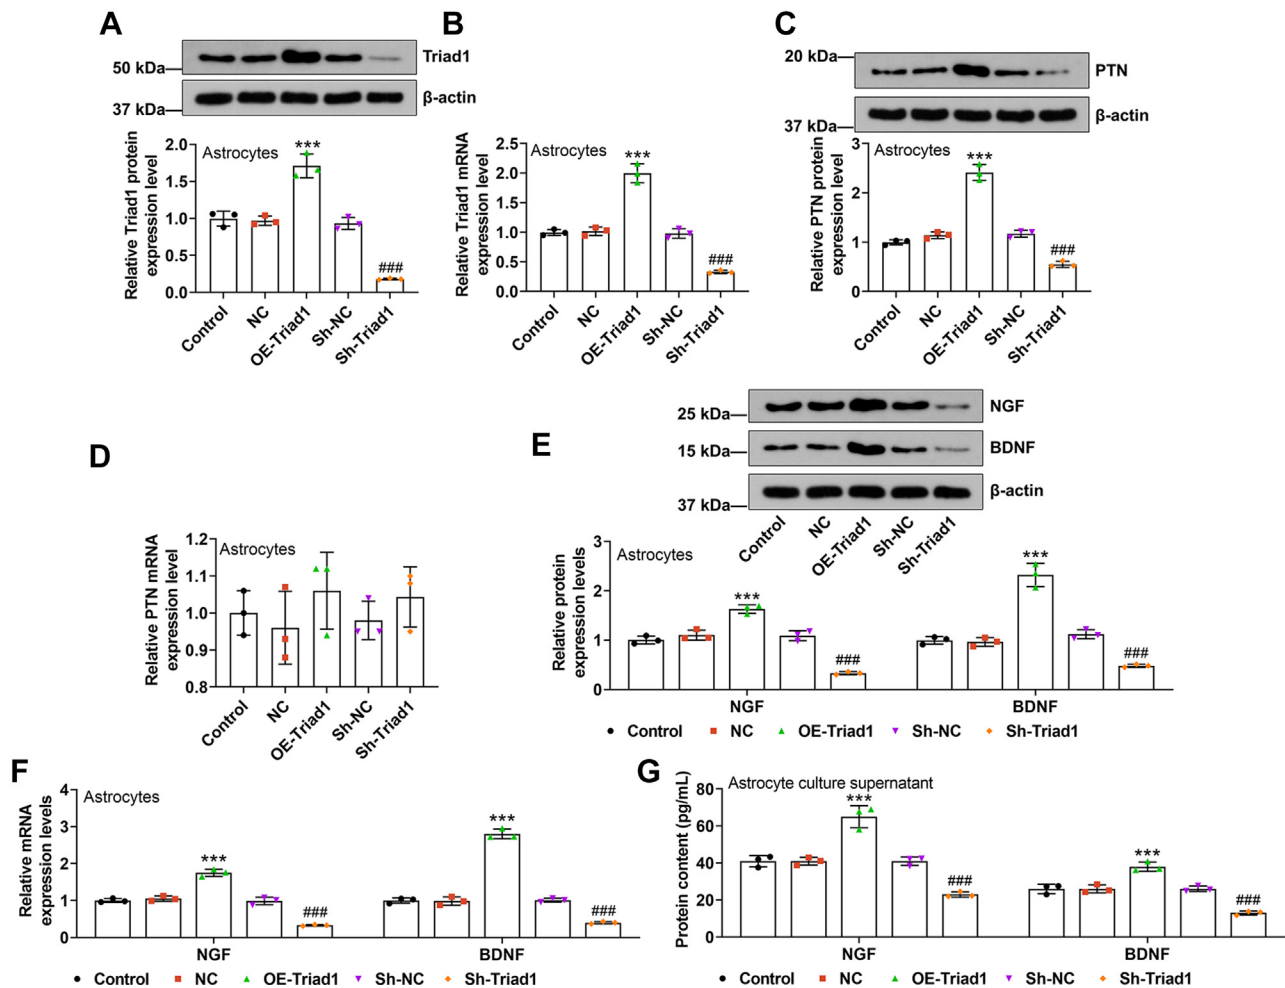 A
Triad1
50 kDa
β-actin
37 kDa
Relative Triad1 protein
expression level
2.0
1.5
1.0
0.5
0.0
Astrocytes
***
###
Control
NC
OE-Triad1
Sh-NC
Sh-Triad1
B
Relative Triad1 mRNA
expression level
2.5
2.0
1.5
1.0
0.5
0.0
Astrocytes
***
###
Control
NC
OE-Triad1
Sh-NC
Sh-Triad1
C
20 kDa
PTN
β-actin
37 kDa
Relative PTN protein
expression level
3
2
1
0
Astrocytes
***
###
Control
NC
OE-Triad1
Sh-NC
Sh-Triad1
D
Relative PTN mRNA
expression level
1.2
1.1
1.0
0.9
0.8
Astrocytes
Control
NC
OE-Triad1
Sh-NC
Sh-Triad1
E
NGF
25 kDa
BDNF
15 kDa
β-actin
37 kDa
Control
NC
OE-Triad1
Sh-NC
Sh-Triad1
Relative protein
expression levels
3
2
1
0
Astrocytes
***
###
***
###
NGF
BDNF
Control
NC
OE-Triad1
Sh-NC
Sh-Triad1
F
Relative mRNA
expression levels
4
3
2
1
0
Astrocytes
***
###
***
###
NGF
BDNF
Control
NC
OE-Triad1
Sh-NC
Sh-Triad1
G
Protein content (pg/mL)
80
60
40
20
0
Astrocyte culture supernatant
***
###
***
###
NGF
BDNF
Control
NC
OE-Triad1
Sh-NC
Sh-Triad1